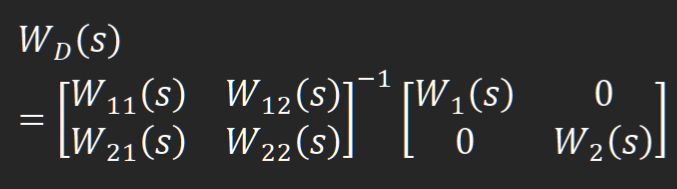 W_D(s)
= [W_11(s) W_12(s)]^-1 [W_1(s) 0]
[W_21(s) W_22(s)] [0 W_2(s)]